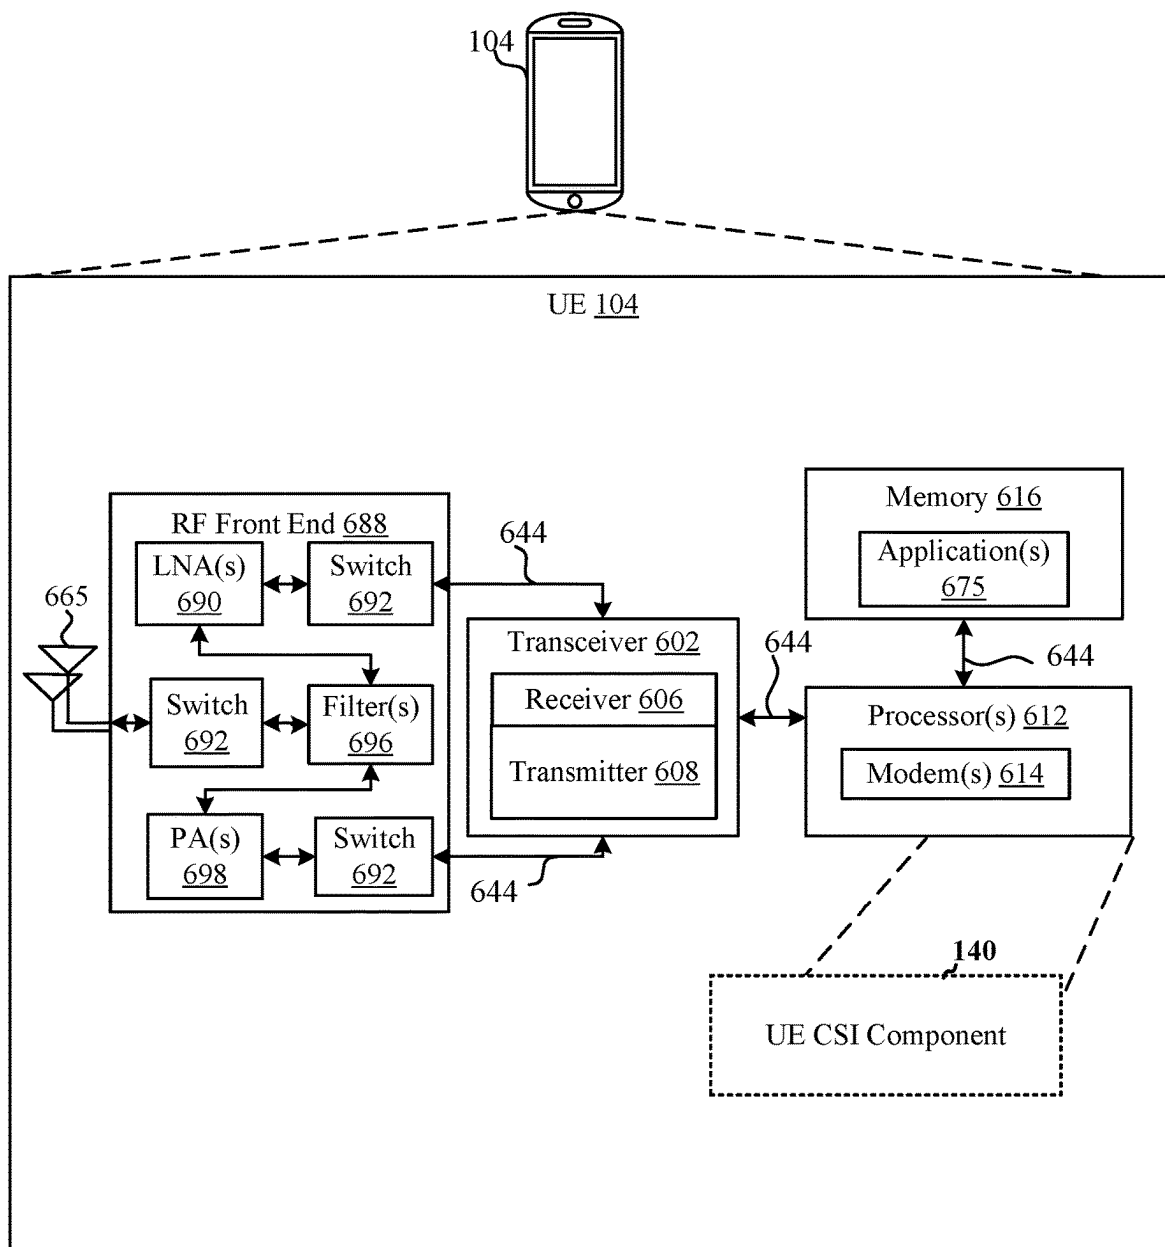 104
UE 104
RF Front End 688
LNA(s)
690
Switch
692
644
665
Switch
692
Filter(s)
696
PA(s)
698
Switch
692
644
Transceiver 602
Receiver 606
Transmitter 608
644
Memory 616
Application(s)
675
644
Processor(s) 612
Modem(s) 614
140
UE CSI Component